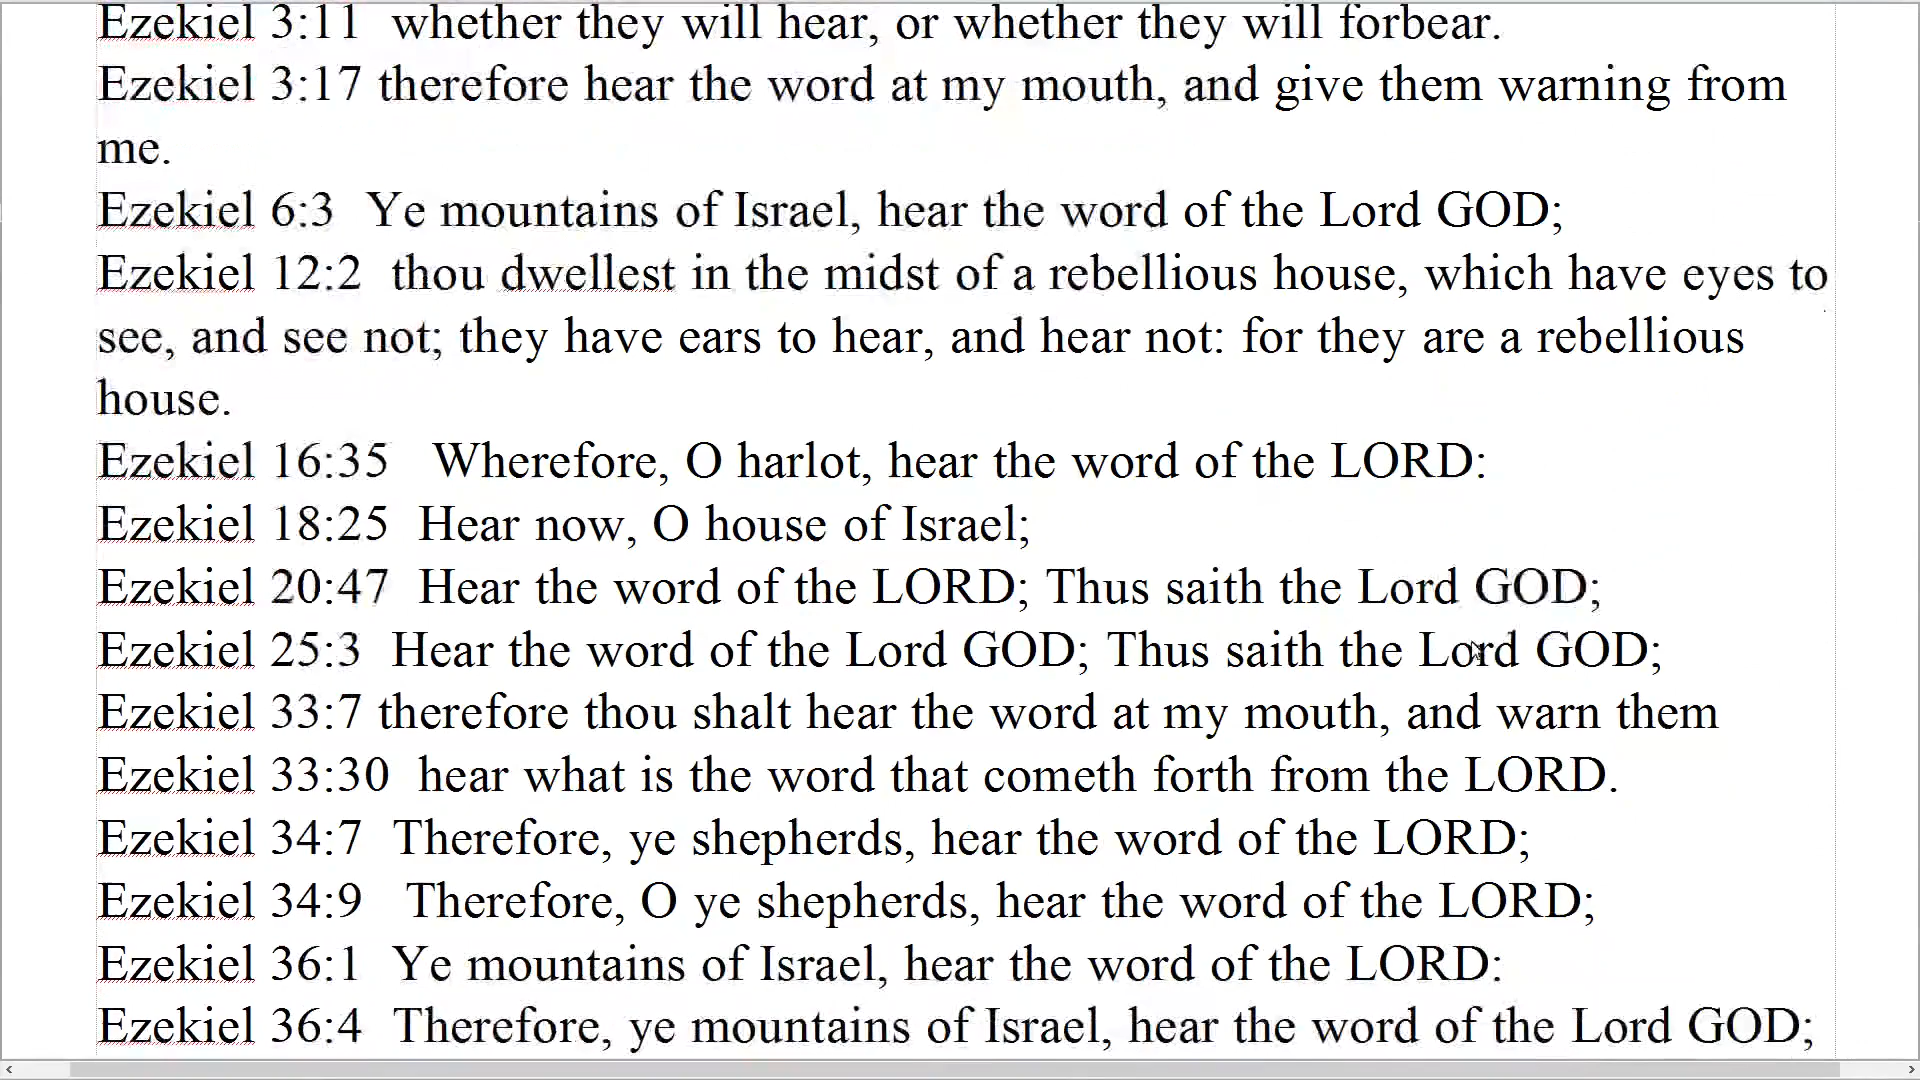 Ezekiel 3:11  whether they will hear, or whether they will forbear.
Ezekiel 3:17 therefore hear the word at my mouth, and give them warning from
me.
Ezekiel 6:3  Ye mountains of Israel, hear the word of the Lord GOD;
Ezekiel 12:2  thou dwellest in the midst of a rebellious house, which have eyes to
see, and see not; they have ears to hear, and hear not: for they are a rebellious
house.
Ezekiel 16:35   Wherefore, O harlot, hear the word of the LORD:
Ezekiel 18:25  Hear now, O house of Israel;
Ezekiel 20:47  Hear the word of the LORD; Thus saith the Lord GOD;
Ezekiel 25:3  Hear the word of the Lord GOD; Thus saith the Lord GOD;
Ezekiel 33:7 therefore thou shalt hear the word at my mouth, and warn them
Ezekiel 33:30  hear what is the word that cometh forth from the LORD.
Ezekiel 34:7  Therefore, ye shepherds, hear the word of the LORD;
Ezekiel 34:9   Therefore, O ye shepherds, hear the word of the LORD;
Ezekiel 36:1  Ye mountains of Israel, hear the word of the LORD:
Ezekiel 36:4  Therefore, ye mountains of Israel, hear the word of the Lord GOD;